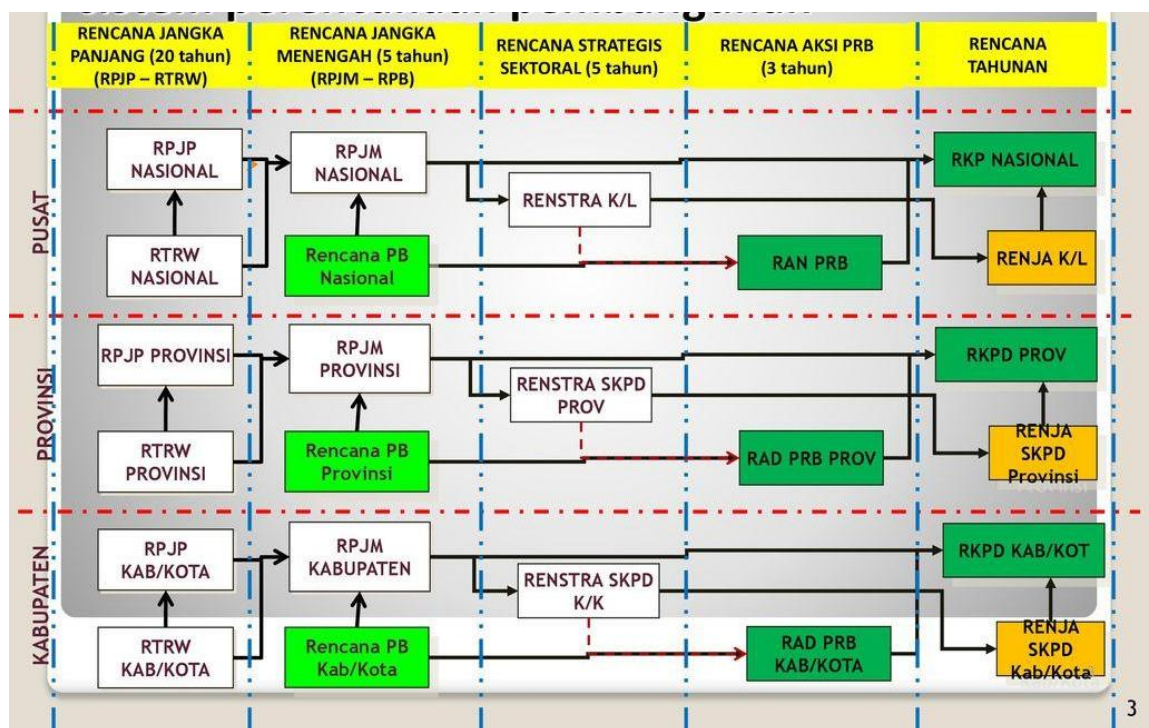 sistem perencanaan pembangunan
RENCANA JANGKA
PANJANG (20 tahun)
(RPJP – RTRW)
RENCANA JANGKA
MENENGAH (5 tahun)
(RPJM – RPB)
RENCANA STRATEGIS
SEKTORAL (5 tahun)
RENCANA AKSI PRB
(3 tahun)
RENCANA
TAHUNAN
PUSAT
RPJP
NASIONAL
RPJM
NASIONAL
RENSTRA K/L
RKP NASIONAL
RTRW
NASIONAL
Rencana PB
Nasional
RAN PRB
RENJA K/L
PROVINSI
RPJP PROVINSI
RPJM
PROVINSI
RENSTRA SKPD
PROV
RKPD PROV
RTRW
PROVINSI
Rencana PB
Provinsi
RAD PRB PROV
RENJA
SKPD
Provinsi
KABUPATEN
RPJP
KAB/KOTA
RPJM
KABUPATEN
RENSTRA SKPD
K/K
RKPD KAB/KOT
RTRW
KAB/KOTA
Rencana PB
Kab/Kota
RAD PRB
KAB/KOTA
RENJA
SKPD
Kab/Kota
3